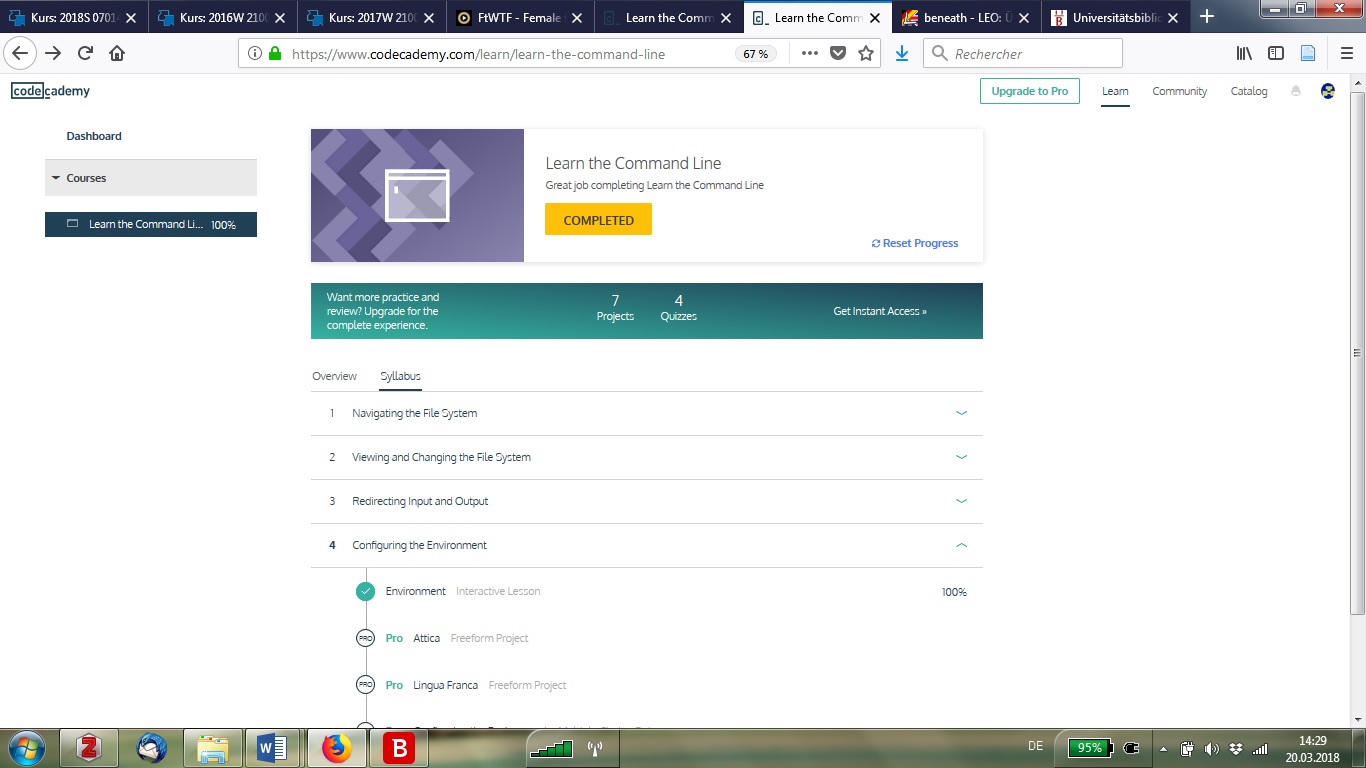 Kurs: 2018S 0701
Kurs: 2016W 2100
Kurs: 2017W 2100
FtWTF - Female
Learn the Comm
Learn the Comm
beneath - LEO: Ü
Universitätsbiblio
https://www.codecademy.com/learn/learn-the-command-line
67 %
Rechercher
codecademy
Upgrade to Pro
Learn
Community
Catalog
Dashboard
Courses
Learn the Command Li... 100%
Learn the Command Line
Great job completing Learn the Command Line
COMPLETED
Reset Progress
Want more practice and
review? Upgrade for the
complete experience.
7
Projects
4
Quizzes
Get Instant Access »
Overview
Syllabus
1 Navigating the File System
2 Viewing and Changing the File System
3 Redirecting Input and Output
4 Configuring the Environment
Environment Interactive Lesson 100%
PRO Pro Attica Freeform Project
PRO Pro Lingua Franca Freeform Project
DE
95%
14:29
20.03.2018